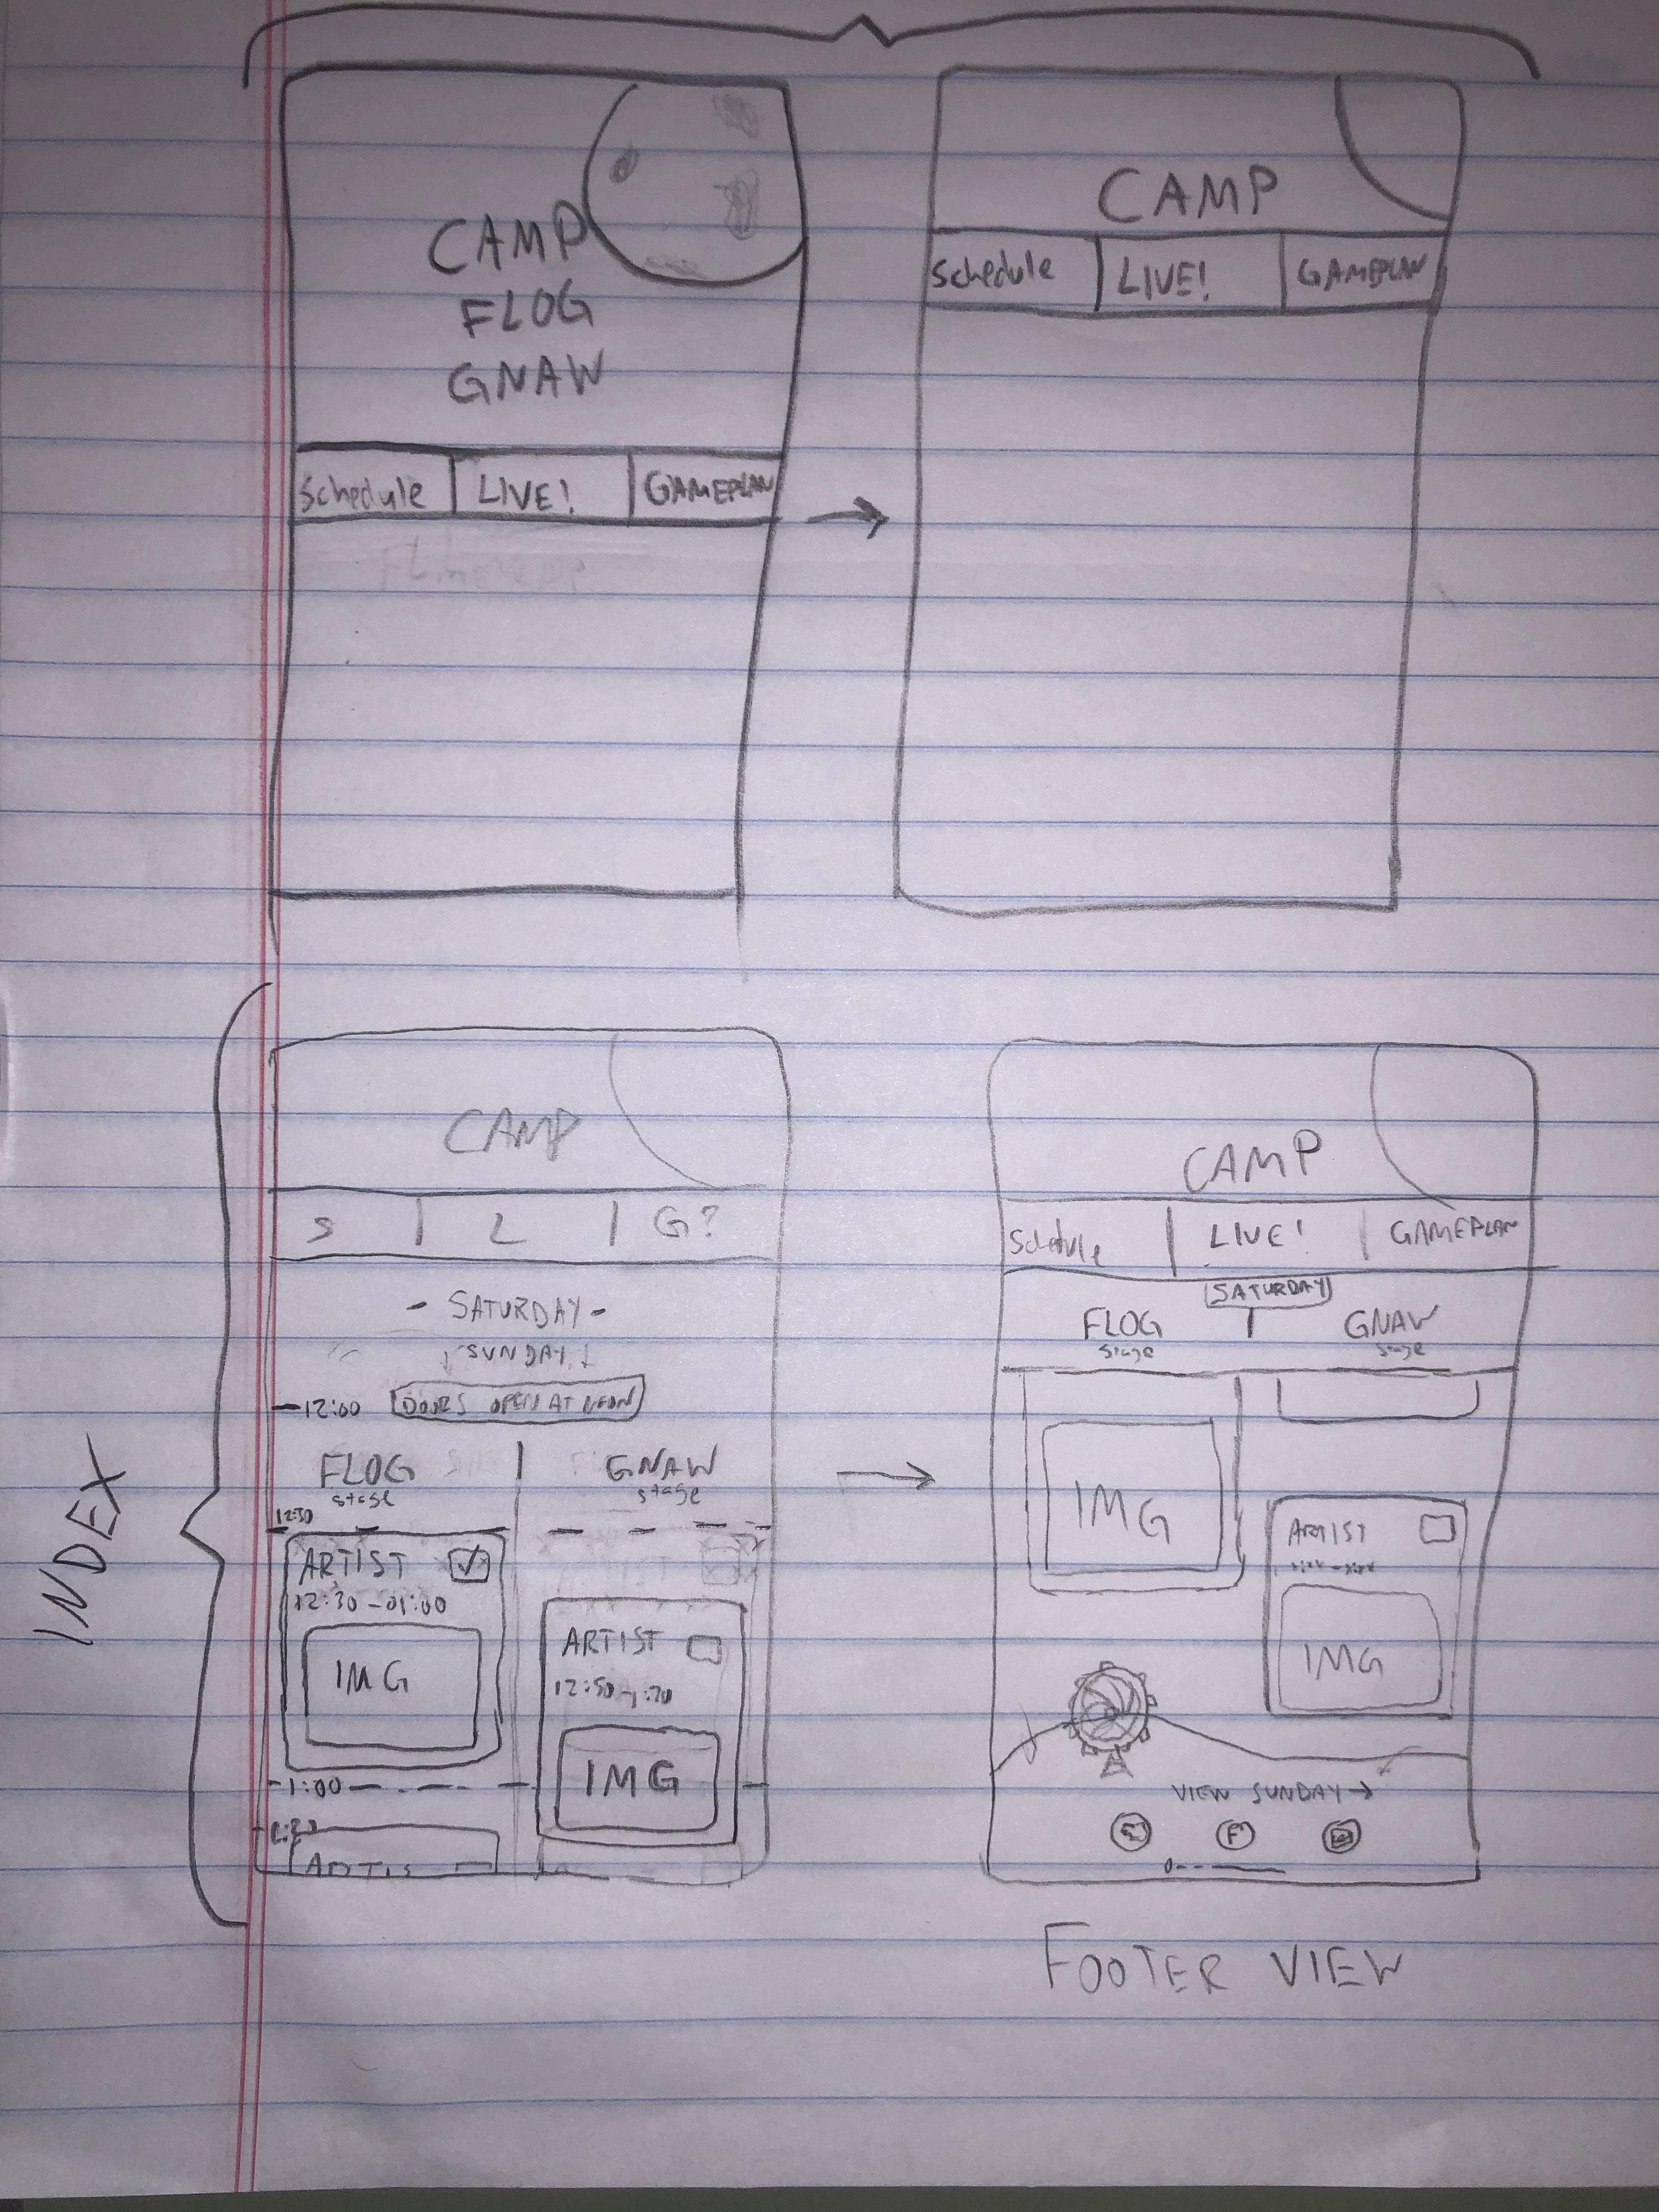 CAMP
FLOG
GNAW
Schedule LIVE! GAMEPLAN
CAMP
Schedule LIVE! GAMEPLAN
INDEX
CAMP
S L G?
- SATURDAY -
SUNDAY
12:00 DOORS OPEN AT NOON
FLOG GNAW
stage stage
12:30
ARTIST
12:30-01:00
IMG
ARTIST
12:50-1:20
IMG
1:00
ARTIS
CAMP
Schedule LIVE! GAMEPLAN
SATURDAY
FLOG GNAW
stage stage
IMG
ARTIST
IMG
VIEW SUNDAY →
F
FOOTER VIEW